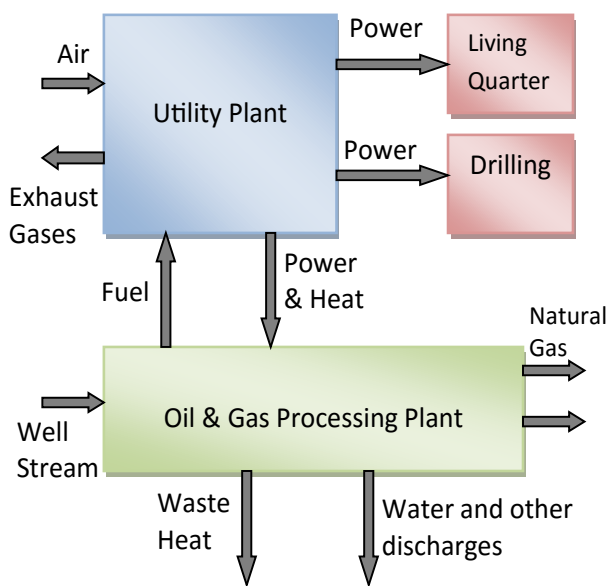 Power
Living
Quarter
Air
Utility Plant
Power
Drilling
Exhaust
Gases
Fuel
Power
& Heat
Natural
Gas
Well
Stream
Oil & Gas Processing Plant
Waste
Heat
Water and other
discharges